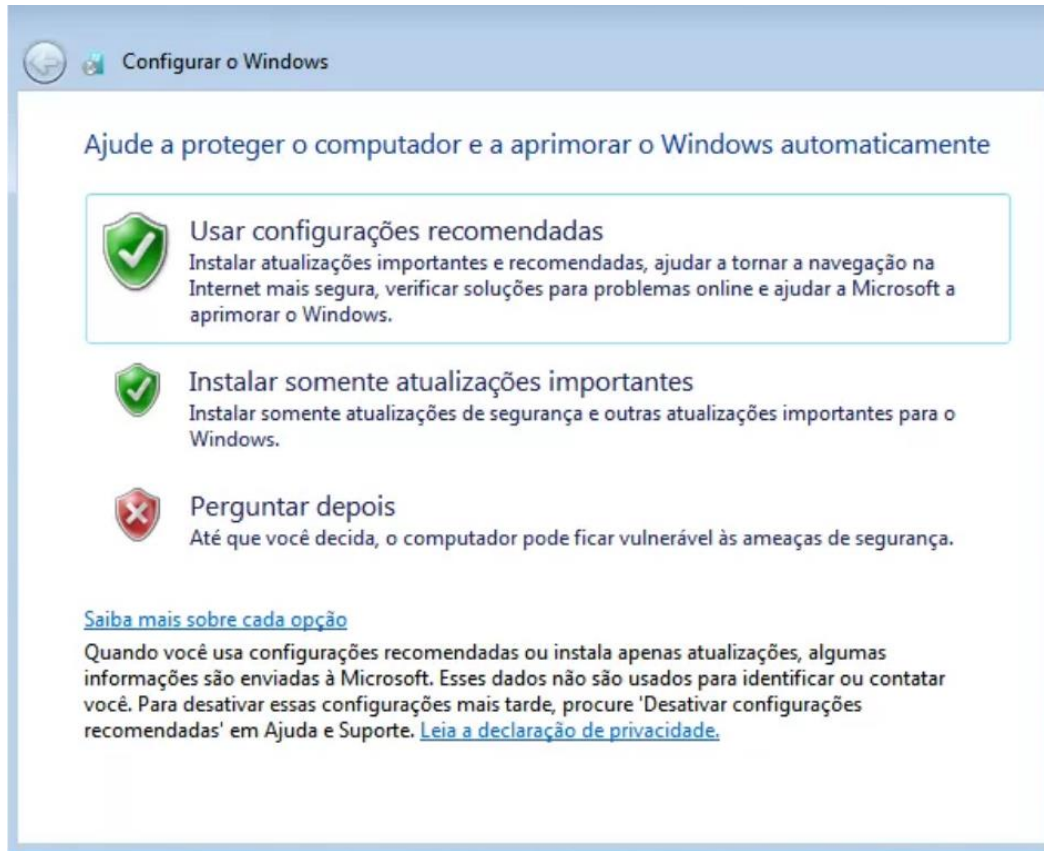 Configurar o Windows
Ajude a proteger o computador e a aprimorar o Windows automaticamente
Usar configurações recomendadas
Instalar atualizações importantes e recomendadas, ajudar a tornar a navegação na
Internet mais segura, verificar soluções para problemas online e ajudar a Microsoft a
aprimorar o Windows.
Instalar somente atualizações importantes
Instalar somente atualizações de segurança e outras atualizações importantes para o
Windows.
Perguntar depois
Até que você decida, o computador pode ficar vulnerável às ameaças de segurança.
Saiba mais sobre cada opção
Quando você usa configurações recomendadas ou instala apenas atualizações, algumas
informações são enviadas à Microsoft. Esses dados não são usados para identificar ou contatar
você. Para desativar essas configurações mais tarde, procure 'Desativar configurações
recomendadas' em Ajuda e Suporte. Leia a declaração de privacidade.